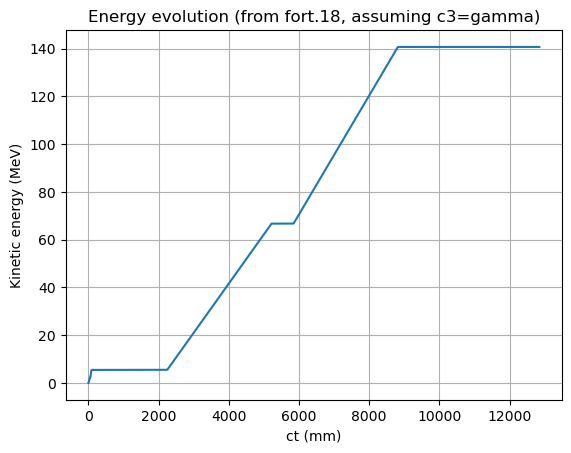 Energy evolution (from fort.18, assuming c3=gamma)
Kinetic energy (MeV)
140
120
100
80
60
40
20
0
0 2000 4000 6000 8000 10000 12000
ct (mm)